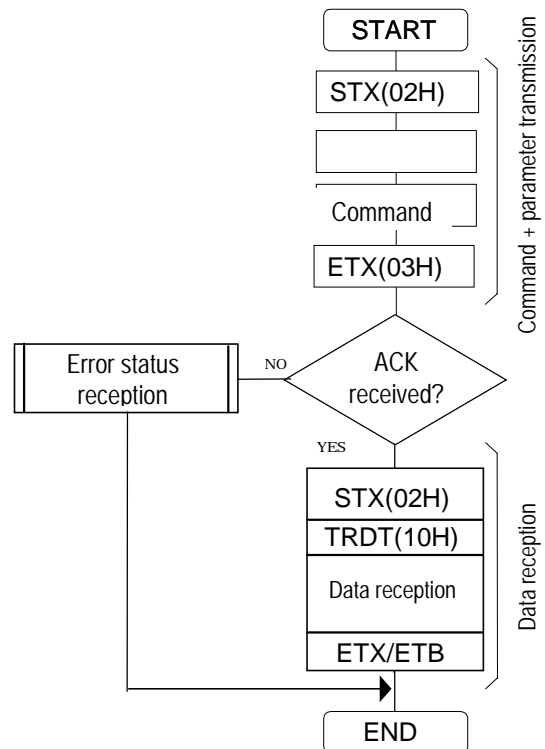 START
STX(02H)
Command
ETX(03H)
Command + parameter transmission
ACK
received?
NO
Error status
reception
YES
STX(02H)
TRDT(10H)
Data reception
ETX/ETB
Data reception
END